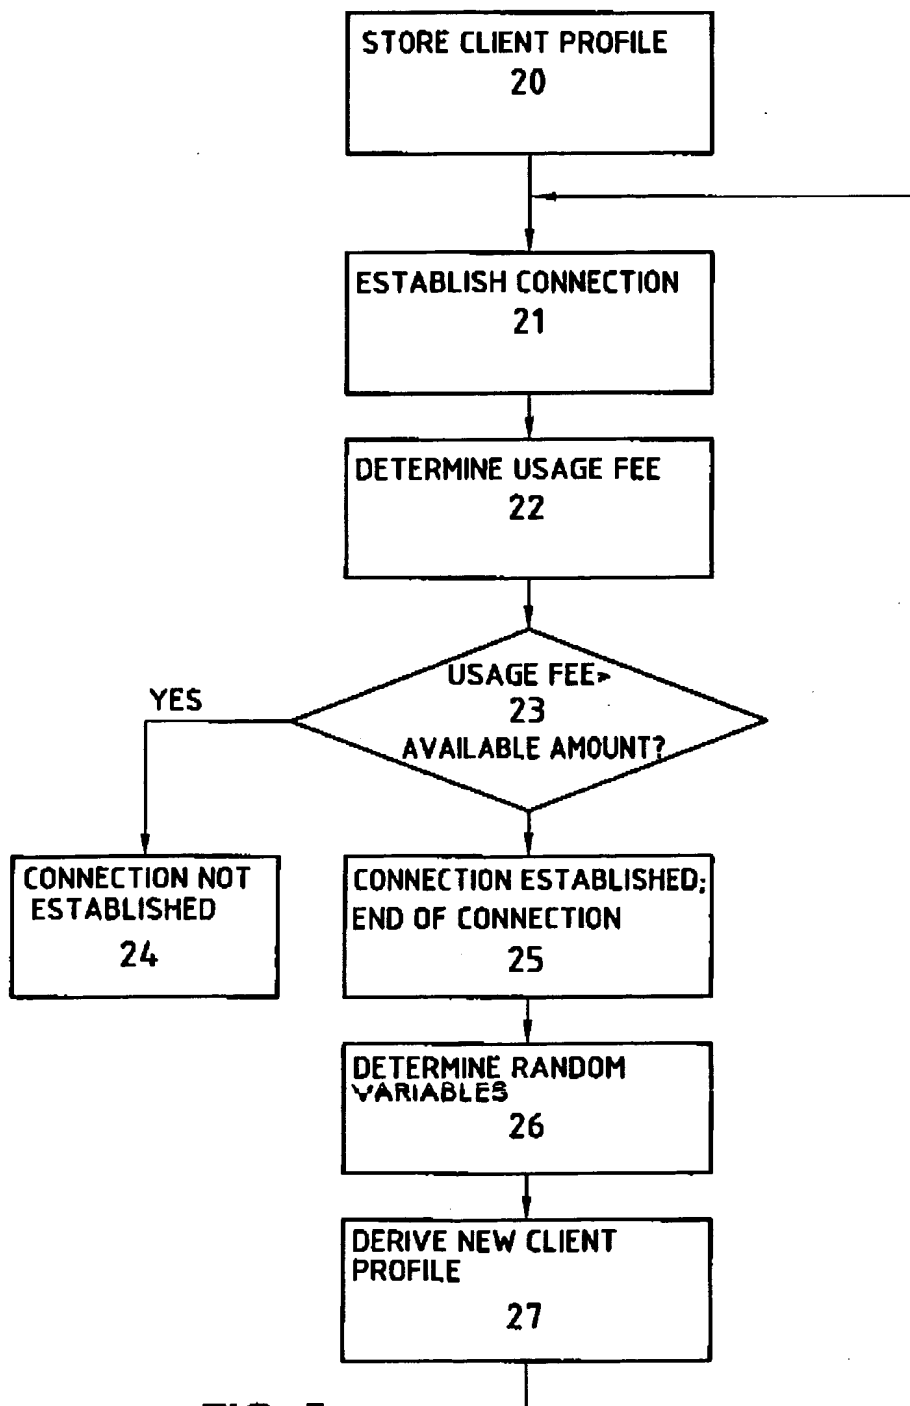 STORE CLIENT PROFILE
20
ESTABLISH CONNECTION
21
DETERMINE USAGE FEE
22
USAGE FEE>
23
AVAILABLE AMOUNT?
YES
CONNECTION NOT
ESTABLISHED
24
CONNECTION ESTABLISHED;
END OF CONNECTION
25
DETERMINE RANDOM
VARIABLES
26
DERIVE NEW CLIENT
PROFILE
27